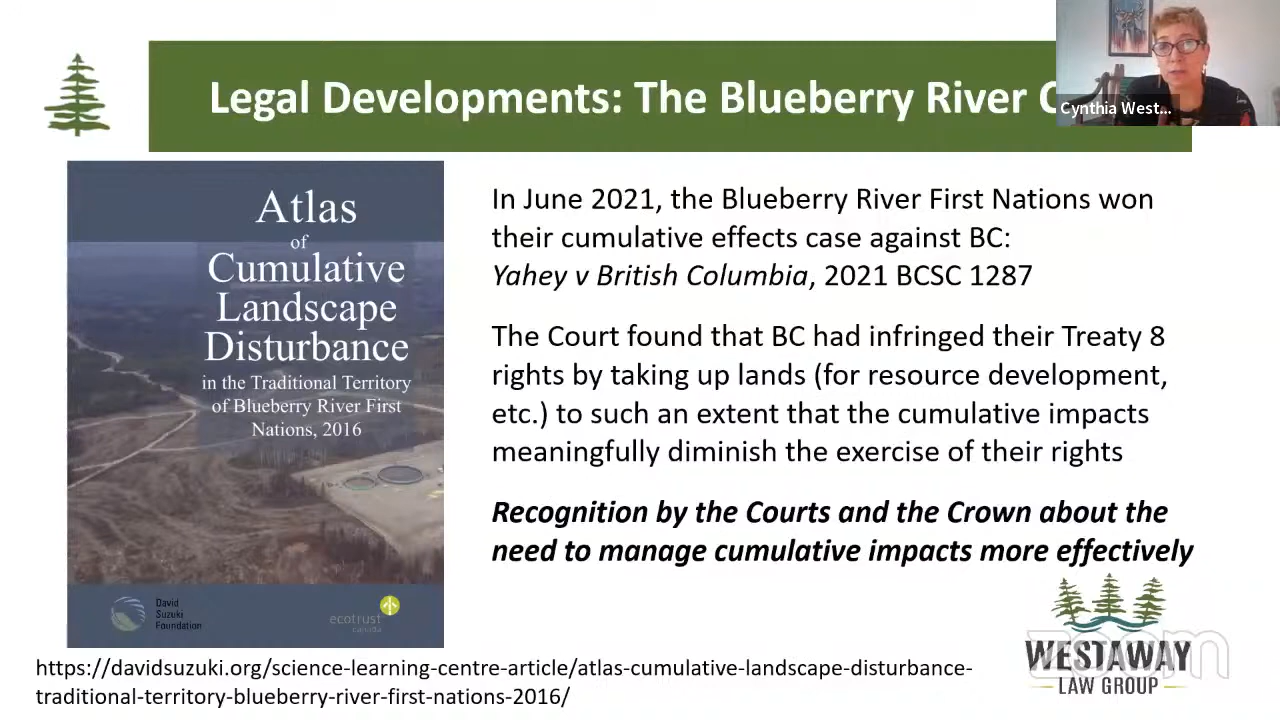 Legal Developments: The Blueberry River C
Cynthia West...
Atlas
of
Cumulative
Landscape
Disturbance
in the Traditional Territory
of Blueberry River First
Nations, 2016
David
Suzuki
Foundation
ecotrust
canada
In June 2021, the Blueberry River First Nations won
their cumulative effects case against BC:
Yahey v British Columbia, 2021 BCSC 1287
The Court found that BC had infringed their Treaty 8
rights by taking up lands (for resource development,
etc.) to such an extent that the cumulative impacts
meaningfully diminish the exercise of their rights
Recognition by the Courts and the Crown about the
need to manage cumulative impacts more effectively
WESTAWAY
LAW GROUP
zoom
https://davidsuzuki.org/science-learning-centre-article/atlas-cumulative-landscape-disturbance-
traditional-territory-blueberry-river-first-nations-2016/